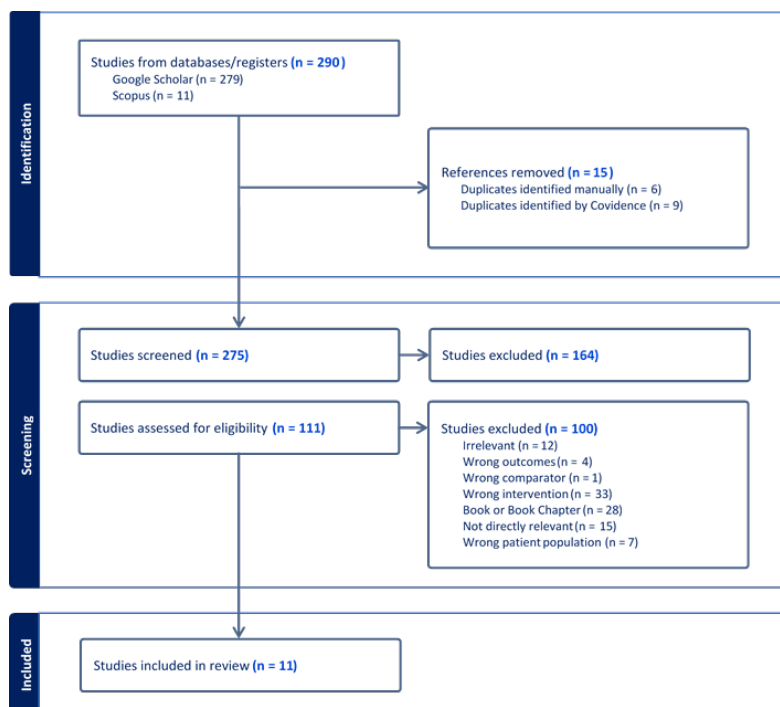 Identification
Studies from databases/registers (n = 290)
Google Scholar (n = 279)
Scopus (n = 11)
References removed (n = 15)
Duplicates identified manually (n = 6)
Duplicates identified by Covidence (n = 9)
Screening
Studies screened (n = 275)
Studies excluded (n = 164)
Studies assessed for eligibility (n = 111)
Studies excluded (n = 100)
Irrelevant (n = 12)
Wrong outcomes (n = 4)
Wrong comparator (n = 1)
Wrong intervention (n = 33)
Book or Book Chapter (n = 28)
Not directly relevant (n = 15)
Wrong patient population (n = 7)
Included
Studies included in review (n = 11)